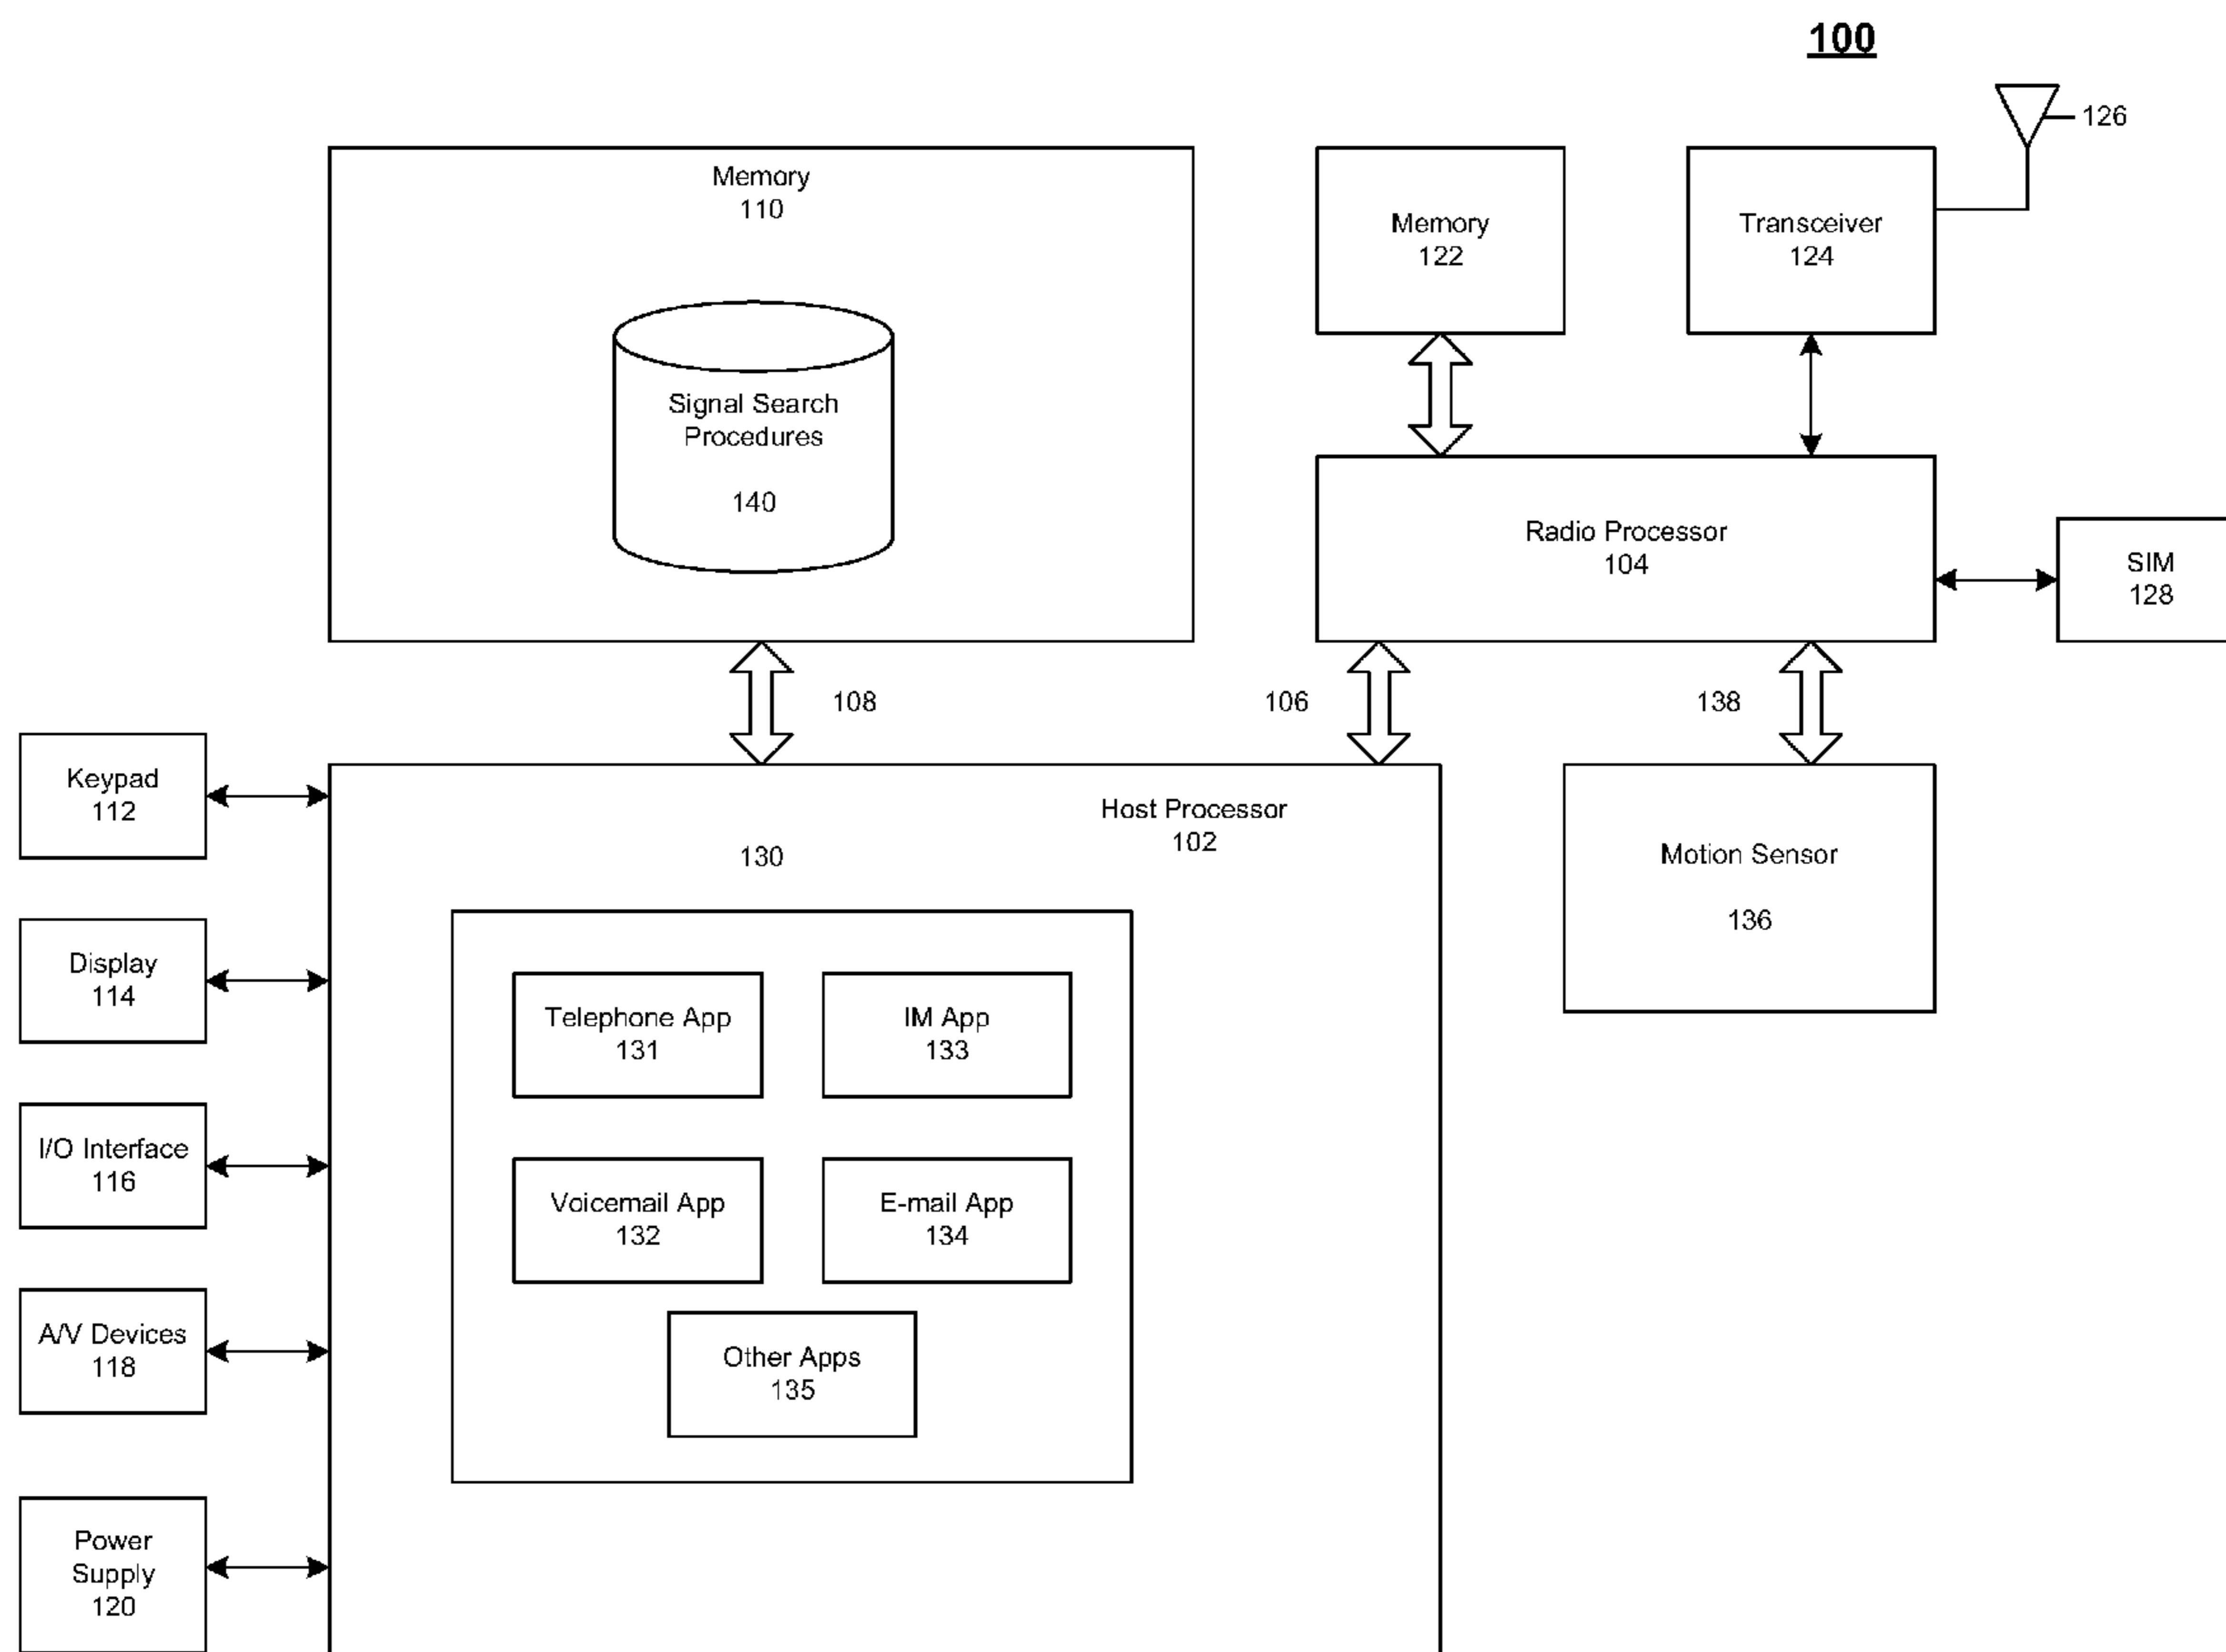 100
126
Memory
110
Memory
122
Transceiver
124
Signal Search
Procedures
140
Radio Processor
104
SIM
128
108
106
138
Keypad
112
Host Processor
102
130
Motion Sensor
136
Display
114
Telephone App
131
IM App
133
I/O Interface
116
Voicemail App
132
E-mail App
134
A/V Devices
118
Other Apps
135
Power
Supply
120